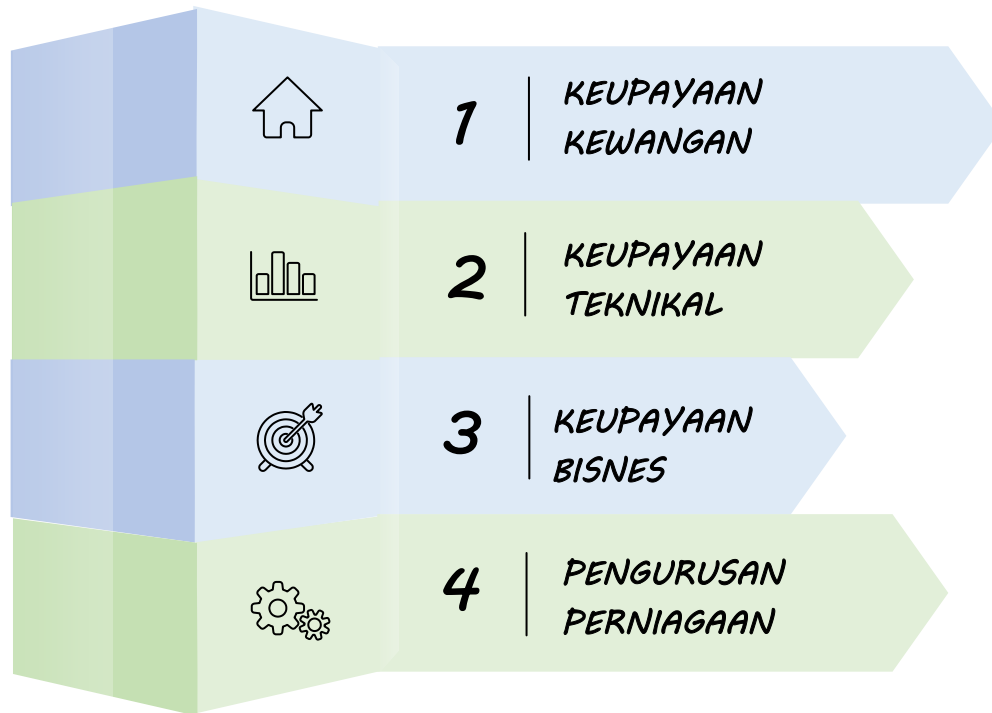 1
KEUPAYAAN
KEWANGAN
2
KEUPAYAAN
TEKNIKAL
3
KEUPAYAAN
BISNES
4
PENGURUSAN
PERNIAGAAN